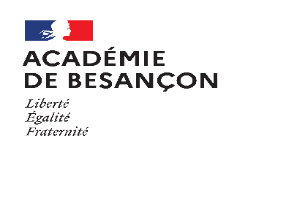 ACADÉMIE
DE BESANÇON
Liberté
Égalité
Fraternité